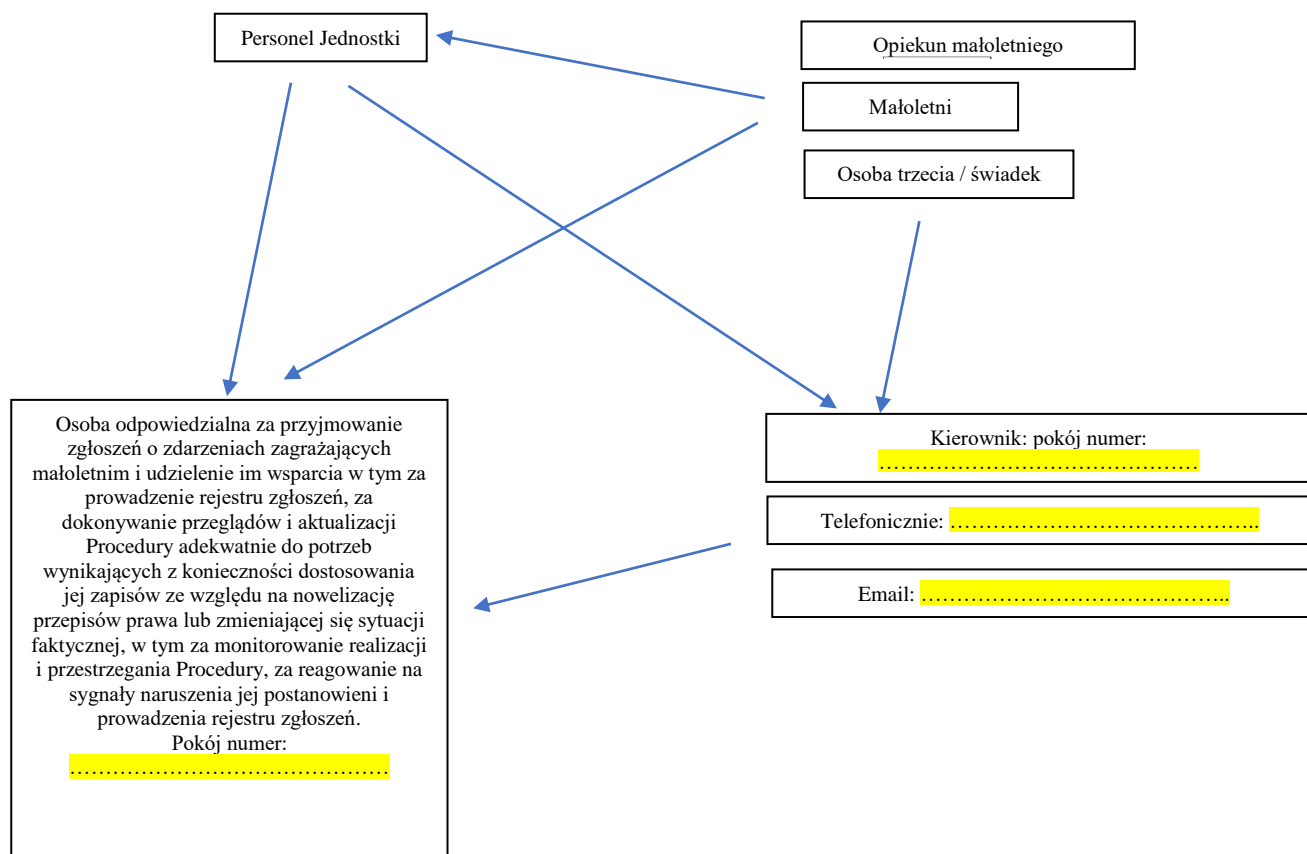 Personel Jednostki
Opiekun małoletniego
Małoletni
Osoba trzecia / świadek
Osoba odpowiedzialna za przyjmowanie
zgłoszeń o zdarzeniach zagrażających
małoletnim i udzielenie im wsparcia w tym za
prowadzenie rejestru zgłoszeń, za
dokonywanie przeglądów i aktualizacji
Procedury adekwatnie do potrzeb
wynikających z konieczności dostosowania
jej zapisów ze względu na nowelizację
przepisów prawa lub zmieniającej się sytuacji
faktycznej, w tym za monitorowanie realizacji
i przestrzegania Procedury, za reagowanie na
sygnały naruszenia jej postanowieni i
prowadzenia rejestru zgłoszeń.
Pokój numer:
………………………………………
Kierownik: pokój numer:
………………………………………
Telefonicznie: ……………………………………..
Email: ……………………………………..